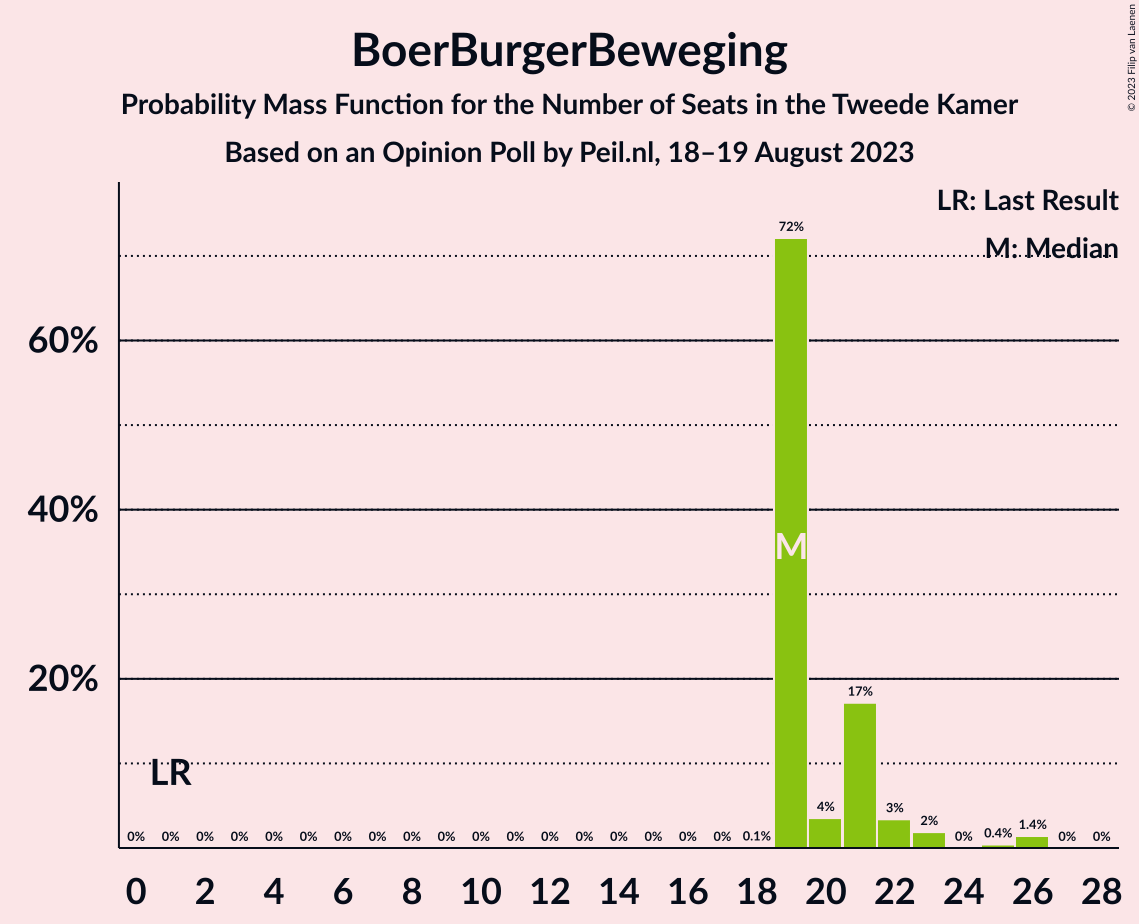 BoerBurgerBeweging
Probability Mass Function for the Number of Seats in the Tweede Kamer
Based on an Opinion Poll by Peil.nl, 18–19 August 2023
© 2023 Filip van Laenen
LR: Last Result
M: Median
72%
60%
40%
M
20%
17%
LR
4%
3%
2%
1.4%
0% 0% 0% 0% 0% 0% 0% 0% 0% 0% 0% 0% 0% 0% 0% 0% 0% 0% 0.1% 0% 0.4% 0% 0%
0 2 4 6 8 10 12 14 16 18 20 22 24 26 28